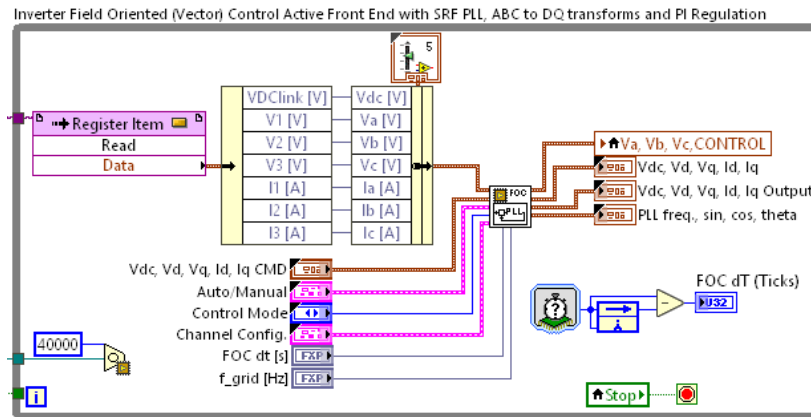 Inverter Field Oriented (Vector) Control Active Front End with SRF PLL, ABC to DQ transforms and PI Regulation
5
Register Item
Read
Data
VDClink [V] Vdc [V]
V1 [V] Va [V]
V2 [V] Vb [V]
V3 [V] Vc [V]
I1 [A] Ia [A]
I2 [A] Ib [A]
I3 [A] Ic [A]
FOC
PLL
Va, Vb, Vc,CONTROL
Vdc, Vd, Vq, Id, Iq
Vdc, Vd, Vq, Id, Iq Output
PLL freq., sin, cos, theta
Vdc, Vd, Vq, Id, Iq CMD
Auto/Manual
Control Mode
Channel Config.
FOC dt [s] FXP
f_grid [Hz] FXP
FOC dT (Ticks)
U32
40000
i
Stop